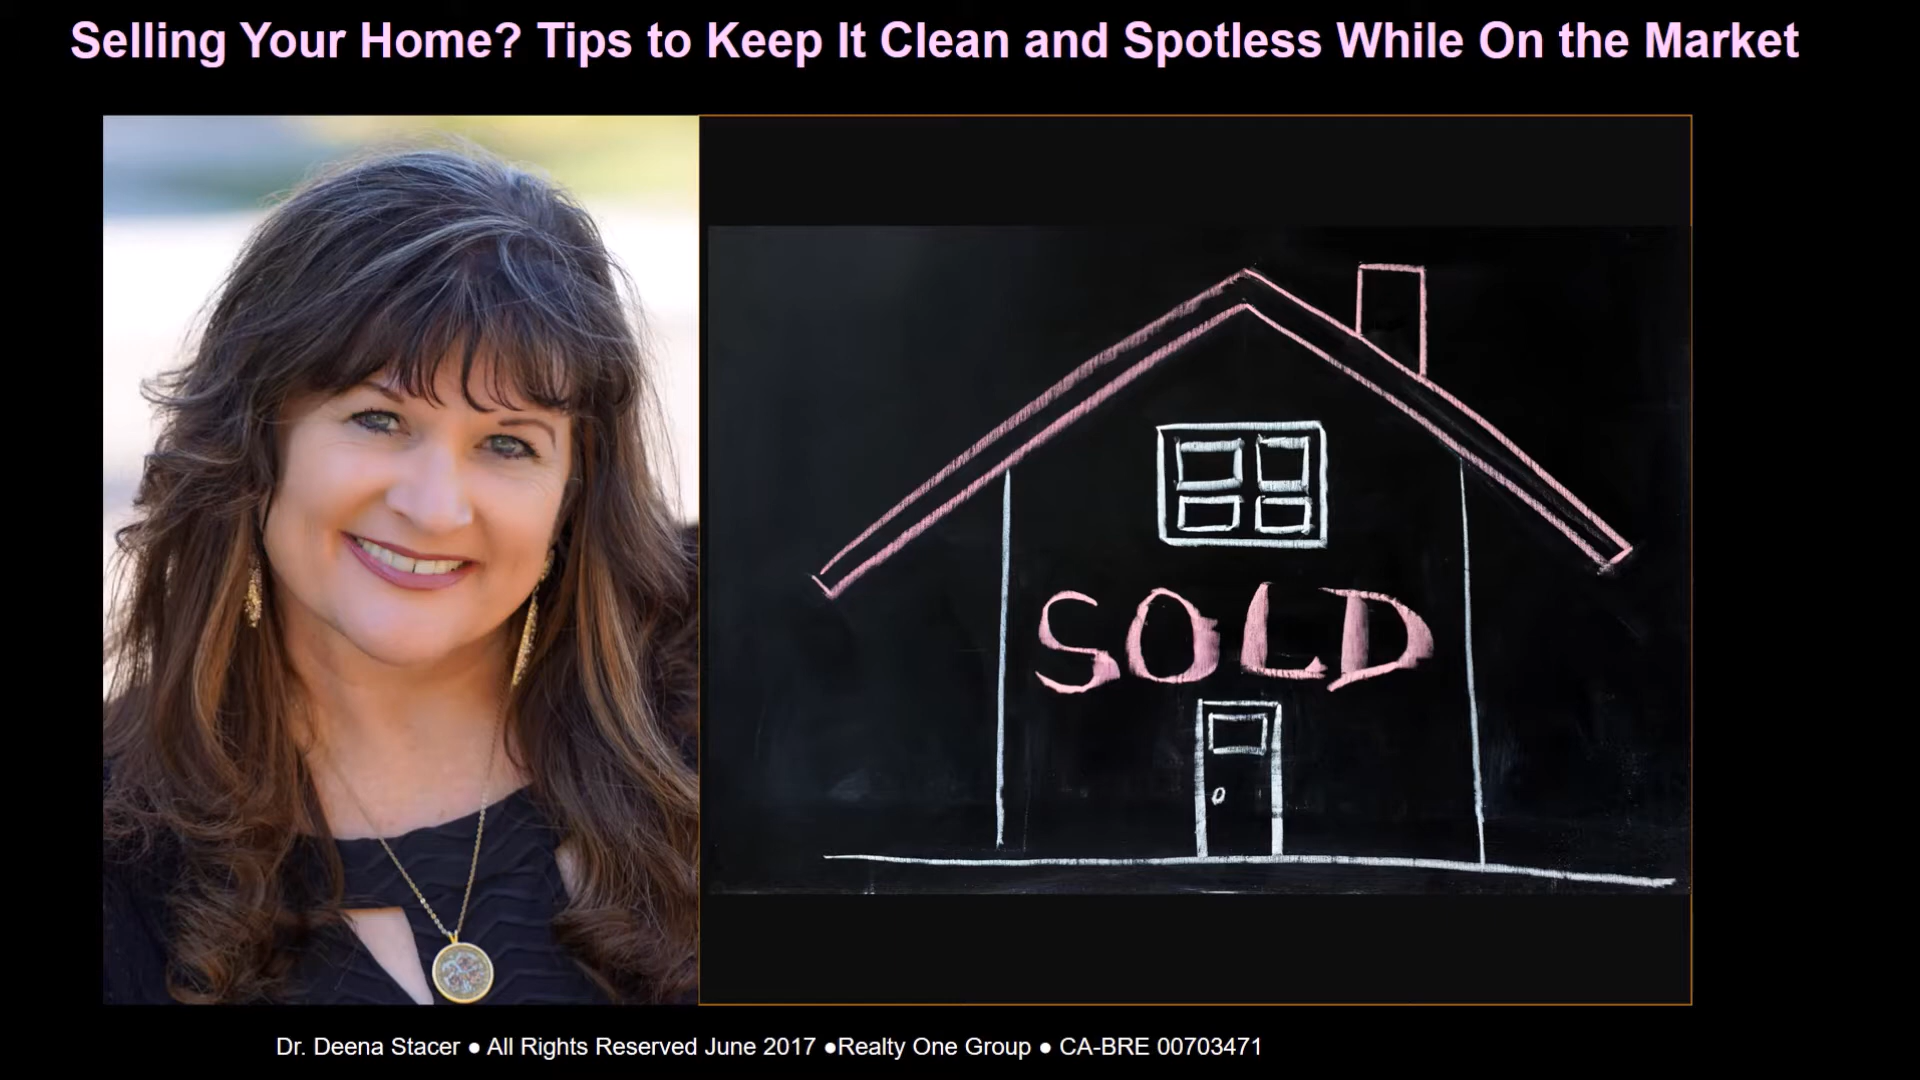 Selling Your Home? Tips to Keep It Clean and Spotless While On the Market
SOLD
Dr. Deena Stacer ● All Rights Reserved June 2017 ●Realty One Group ● CA-BRE 00703471